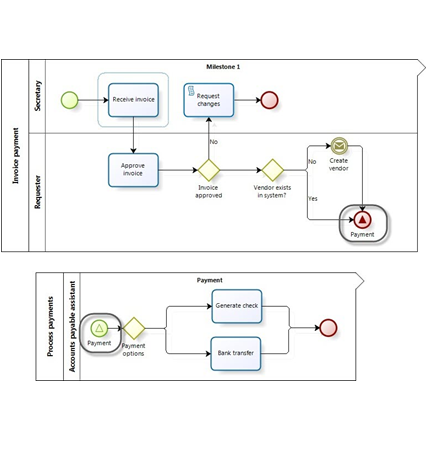 Milestone 1
Invoice payment
Secretary
Receive invoice
Request
changes
Requester
No
Approve
invoice
Invoice
approved
Vendor exists
in system?
No
Create
vendor
Yes
Payment
Payment
Process payments
Accounts payable assistant
Payment
Payment
options
Generate check
Bank transfer